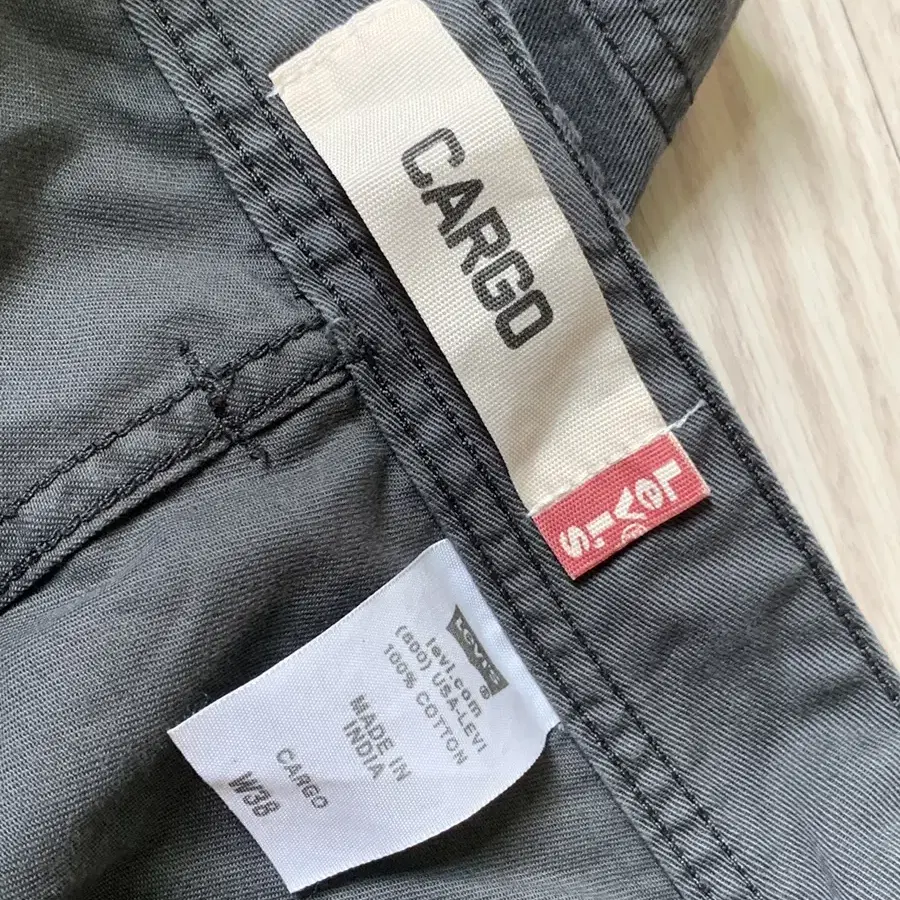 CARGO
Levi's®
LEVI'S®
levi.com
(800) USA-LEVI
100% COTTON
MADE IN
INDIA
CARGO
W38